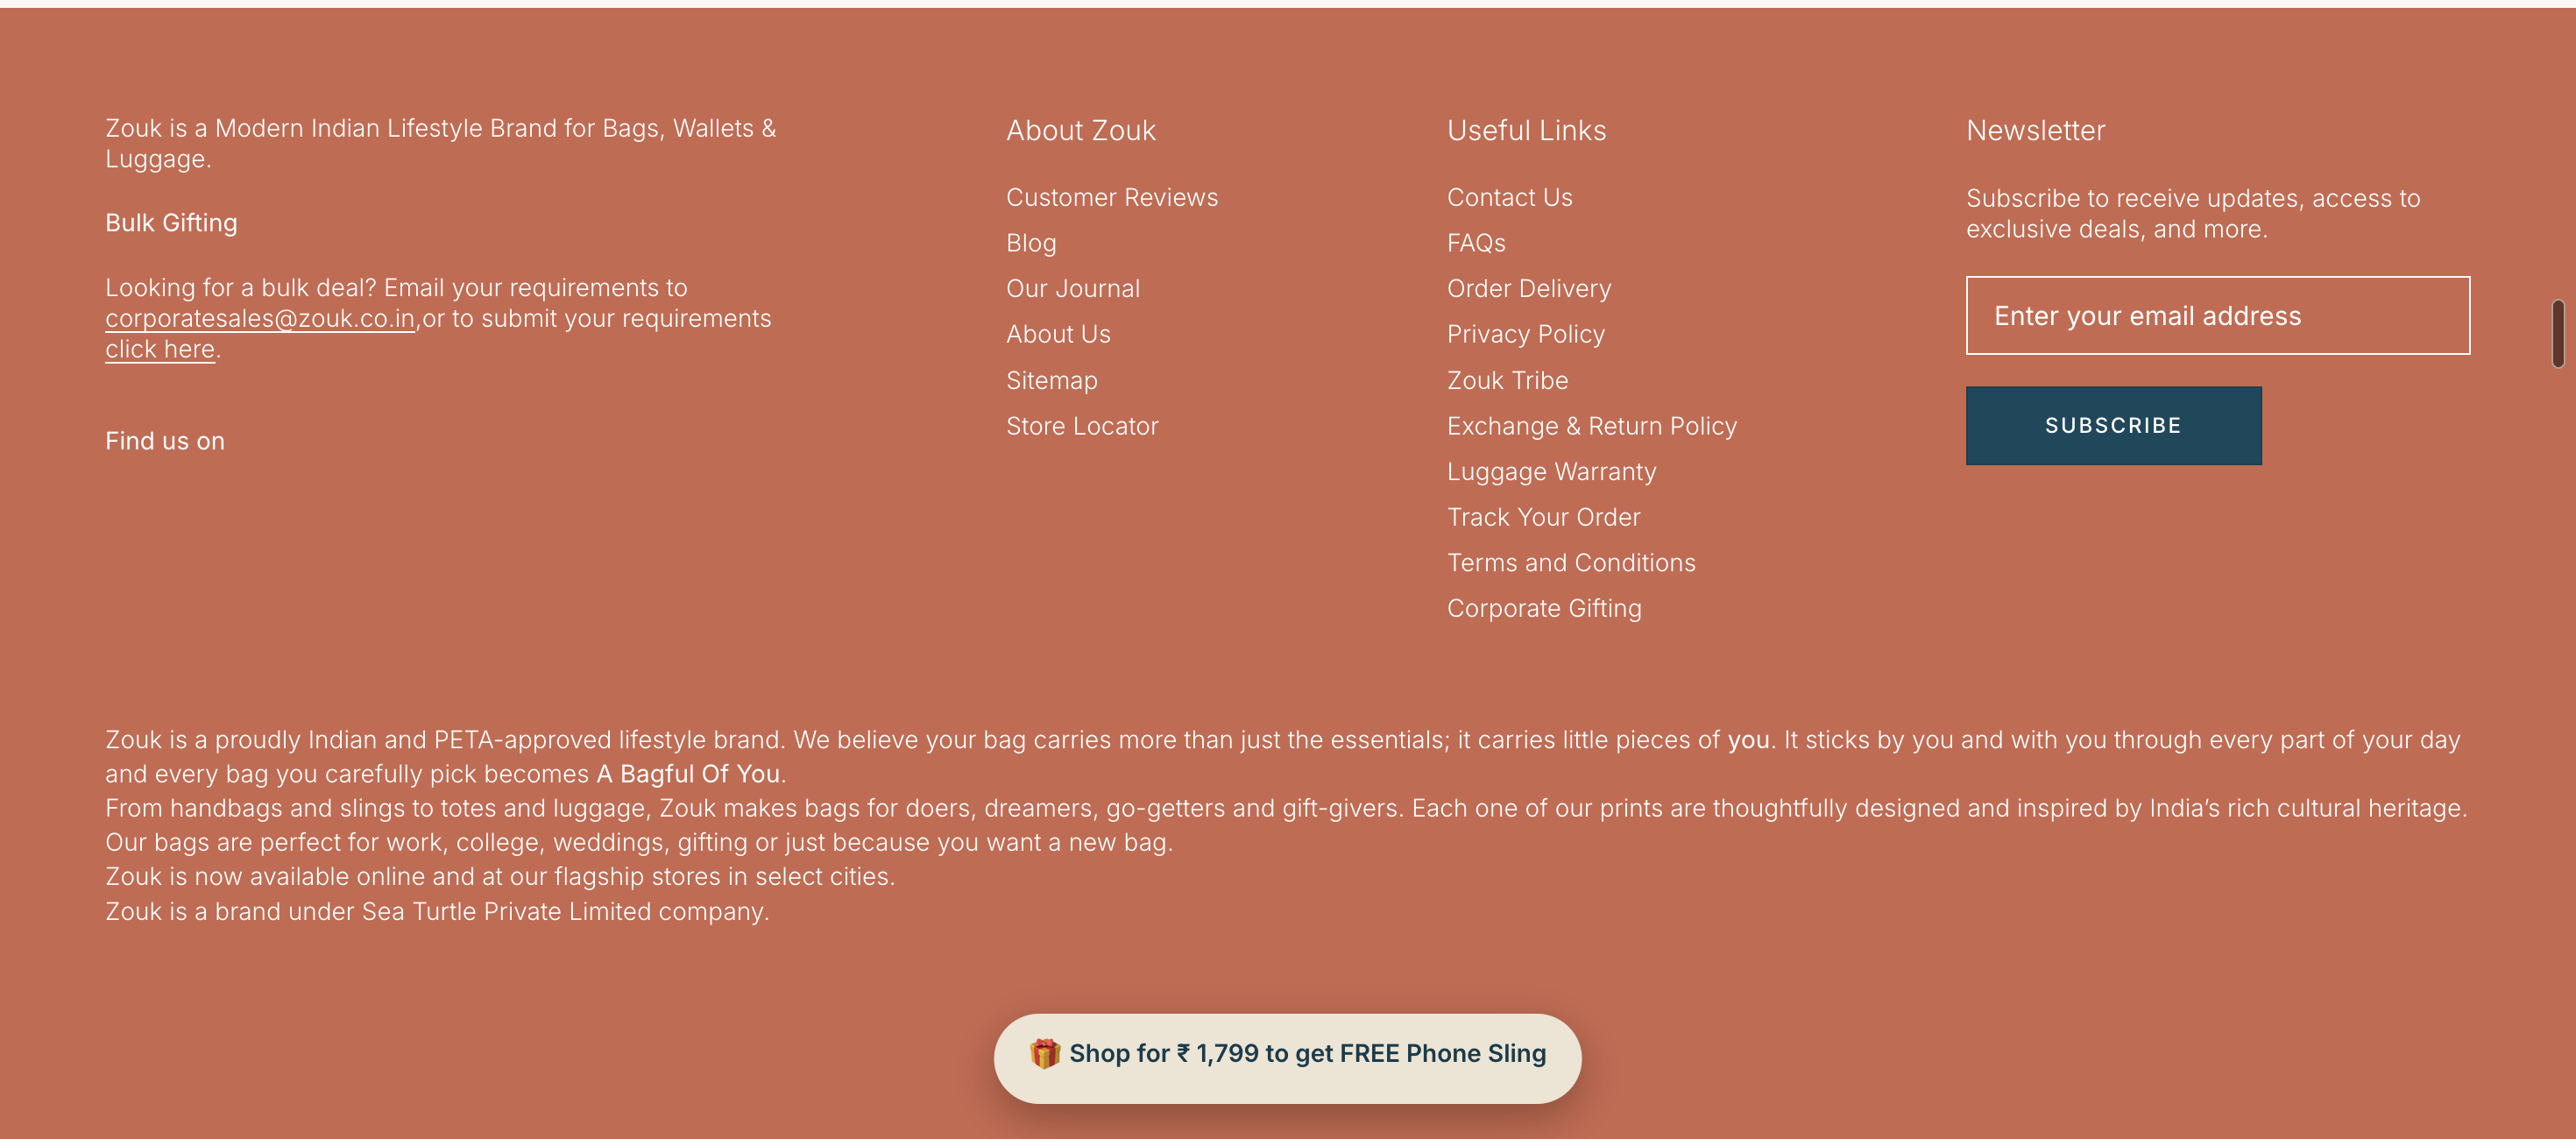 Zouk is a Modern Indian Lifestyle Brand for Bags, Wallets &
Luggage.
Bulk Gifting
Looking for a bulk deal? Email your requirements to
corporatesales@zouk.co.in,or to submit your requirements
click here.
Find us on
About Zouk
Customer Reviews
Blog
Our Journal
About Us
Sitemap
Store Locator
Useful Links
Contact Us
FAQs
Order Delivery
Privacy Policy
Zouk Tribe
Exchange & Return Policy
Luggage Warranty
Track Your Order
Terms and Conditions
Corporate Gifting
Newsletter
Subscribe to receive updates, access to
exclusive deals, and more.
Enter your email address
SUBSCRIBE
Zouk is a proudly Indian and PETA-approved lifestyle brand. We believe your bag carries more than just the essentials; it carries little pieces of you. It sticks by you and with you through every part of your day
and every bag you carefully pick becomes A Bagful Of You.
From handbags and slings to totes and luggage, Zouk makes bags for doers, dreamers, go-getters and gift-givers. Each one of our prints are thoughtfully designed and inspired by India’s rich cultural heritage.
Our bags are perfect for work, college, weddings, gifting or just because you want a new bag.
Zouk is now available online and at our flagship stores in select cities.
Zouk is a brand under Sea Turtle Private Limited company.
🎁 Shop for ₹ 1,799 to get FREE Phone Sling